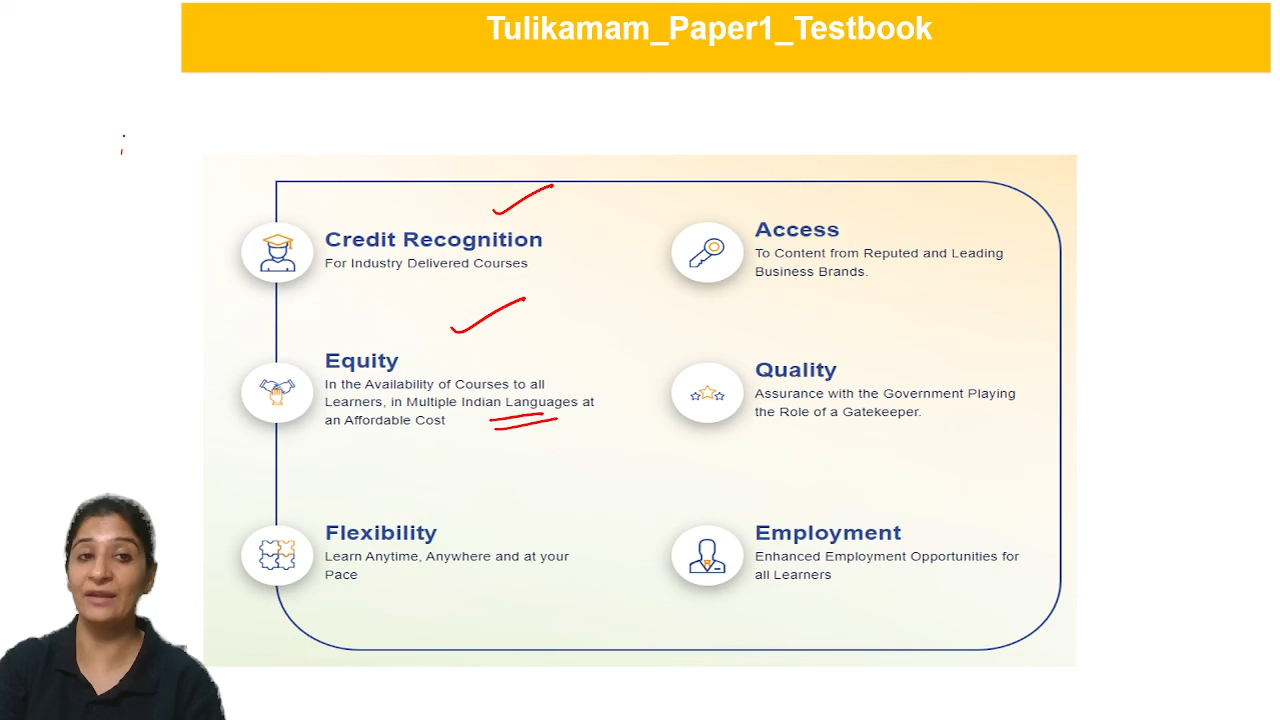 Tulikamam_Paper1_Testbook
Credit Recognition
For Industry Delivered Courses
Equity
In the Availability of Courses to all
Learners, in Multiple Indian Languages at
an Affordable Cost
Flexibility
Learn Anytime, Anywhere and at your
Pace
Access
To Content from Reputed and Leading
Business Brands.
Quality
Assurance with the Government Playing
the Role of a Gatekeeper.
Employment
Enhanced Employment Opportunities for
all Learners